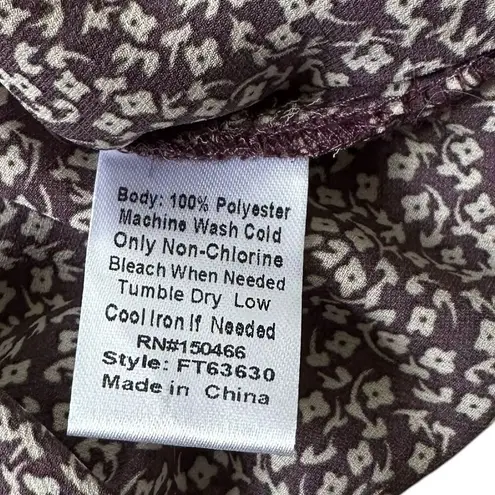 Body: 100% Polyester
Machine Wash Cold
Only Non-Chlorine
Bleach When Needed
Tumble Dry Low
Cool Iron If Needed
RN#150466
Style: FT63630
Made in China